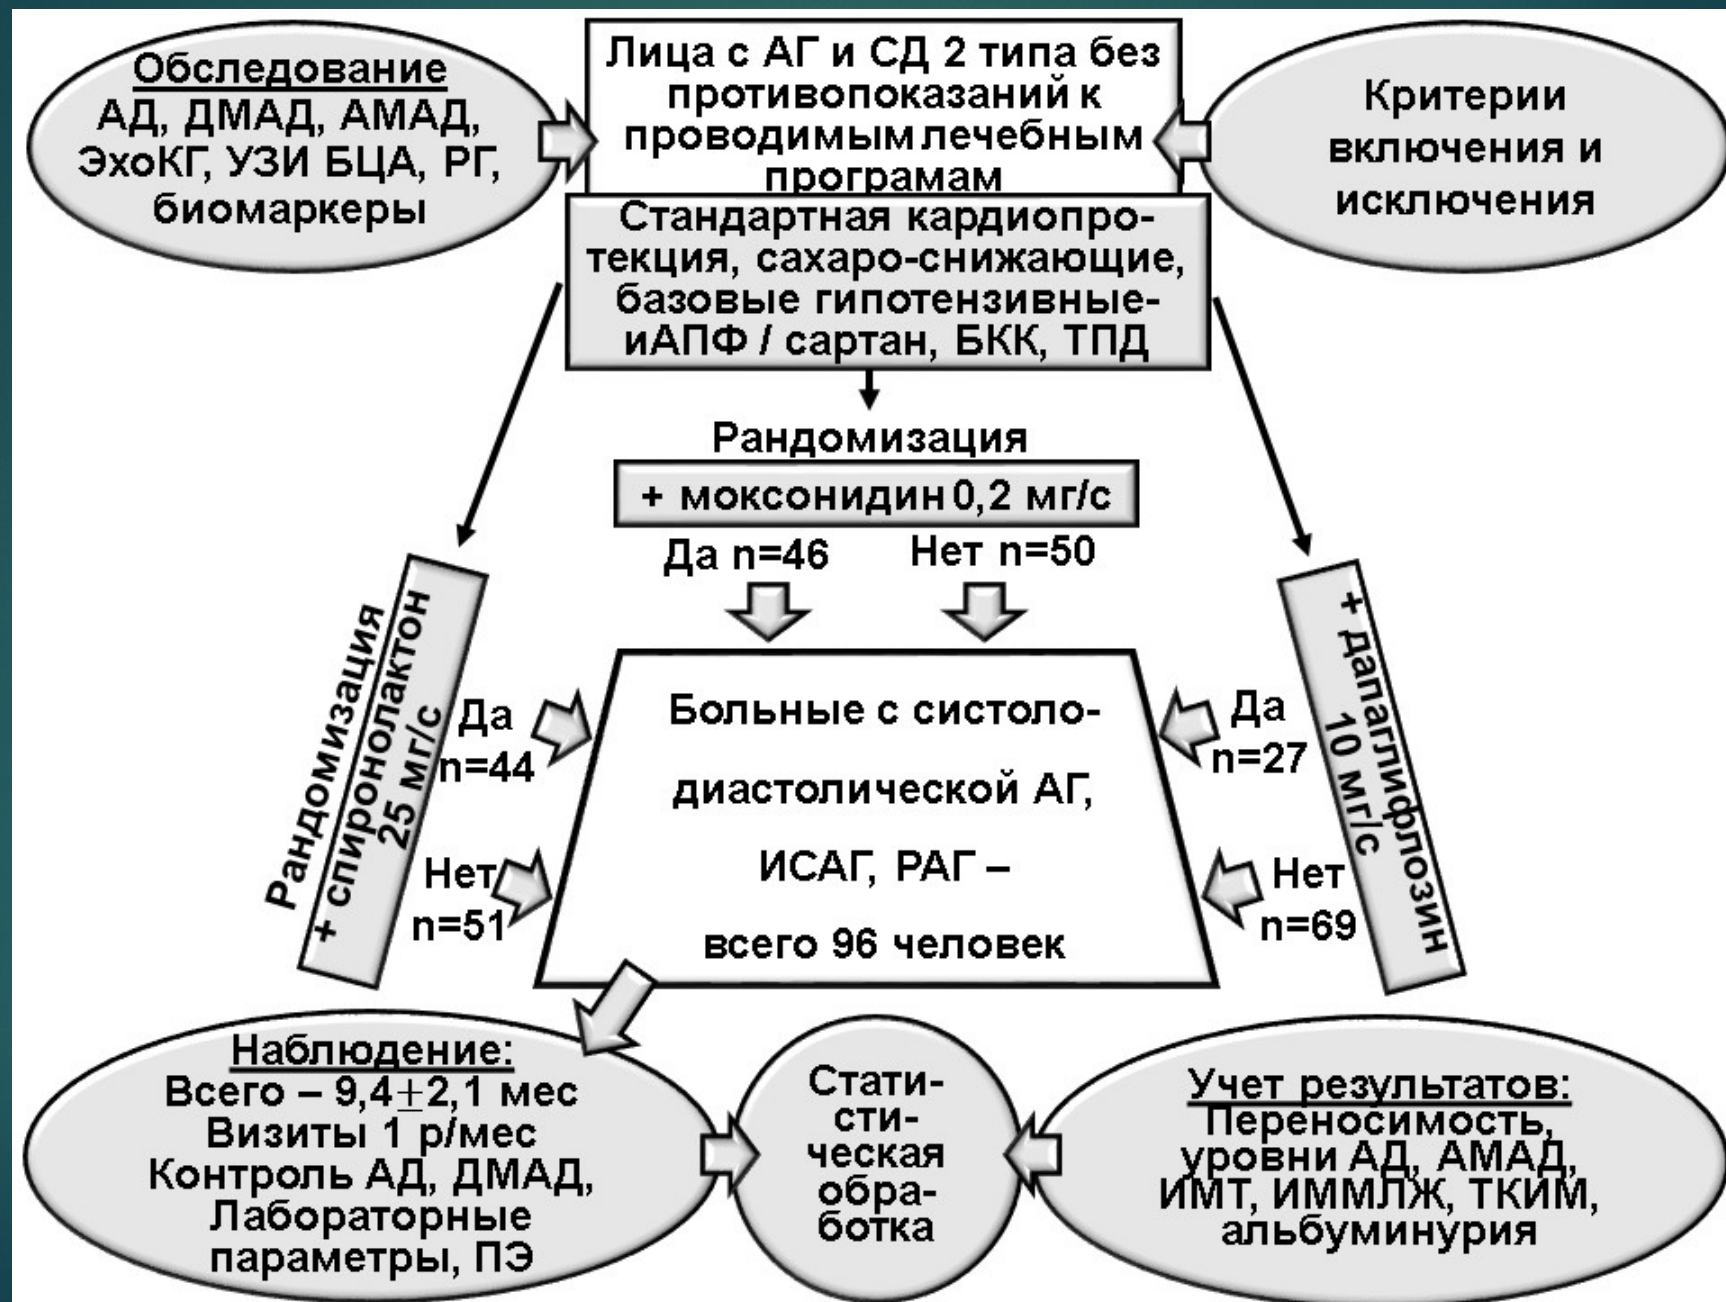 Обследование
АД, ДМАД, АМАД,
ЭхоКГ, УЗИ БЦА, РГ,
биомаркеры
Лица с АГ и СД 2 типа без
противопоказаний к
проводимым лечебным
програмам
Критерии
включения и
исключения
Стандартная кардиопро-
текция, сахаро-снижающие,
базовые гипотензивные-
иАПФ / сартан, БКК, ТПД
Рандомизация
+ моксонидин 0,2 мг/с
Да n=46
Нет n=50
Рандомизация
+ спиронолактон
25 мг/с
Да
n=44
Нет
n=51
Больные с систоло-
диастолической АГ,
ИСАГ, РАГ –
всего 96 человек
Да
n=27
Нет
n=69
+ дапаглифлозин
10 мг/с
Наблюдение:
Всего – 9,4±2,1 мес
Визиты 1 р/мес
Контроль АД, ДМАД,
Лабораторные
параметры, ПЭ
Стати-
сти-
ческая
обра-
ботка
Учет результатов:
Переносимость,
уровни АД, АМАД,
ИМТ, ИММЛЖ, ТКИМ,
альбуминурия